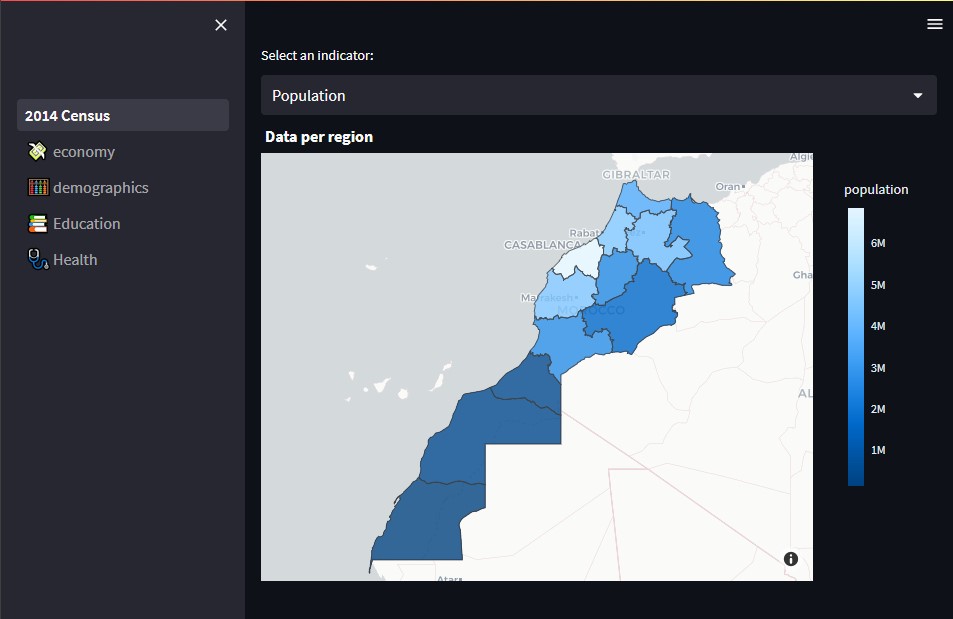 2014 Census
economy
demographics
Education
Health
Select an indicator:
Population
Data per region
GIBRALTAR
Algie
Oran
Rabat
CASABLANCA
Marrakesh
MOROCCO
Gha
AL
Atar
population
6M
5M
4M
3M
2M
1M